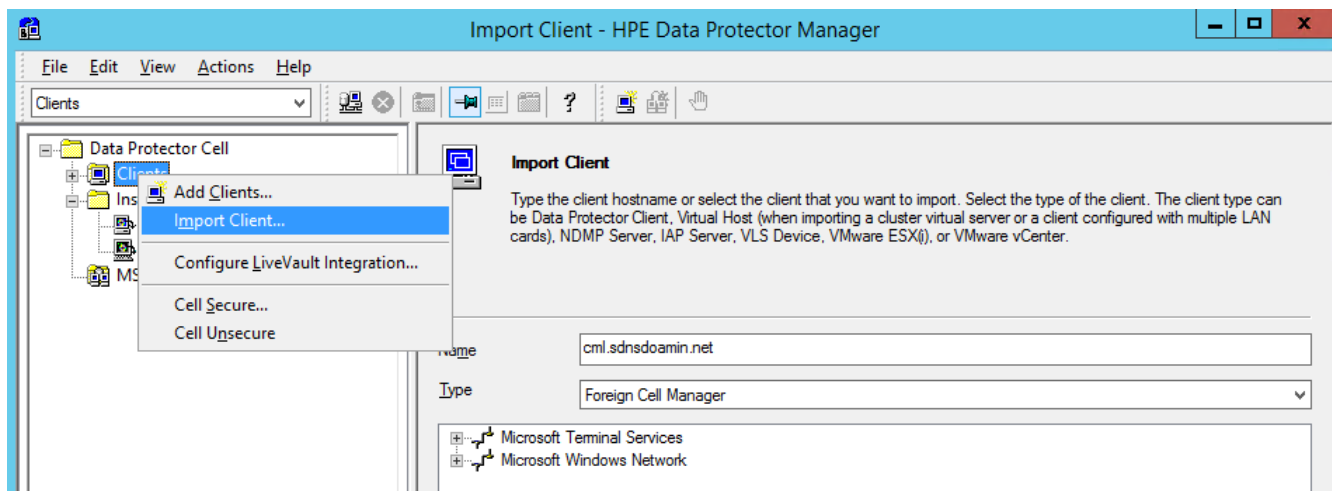 Import Client - HPE Data Protector Manager
File Edit View Actions Help
Clients
Data Protector Cell
Clients
Ins
MS
Add Clients...
Import Client...
Configure LiveVault Integration...
Cell Secure...
Cell Unsecure
Import Client
Type the client hostname or select the client that you want to import. Select the type of the client. The client type can
be Data Protector Client, Virtual Host (when importing a cluster virtual server or a client configured with multiple LAN
cards), NDMP Server, IAP Server, VLS Device, VMware ESX(i), or VMware vCenter.
Name cml.sdnsdoamin.net
Type Foreign Cell Manager
Microsoft Terminal Services
Microsoft Windows Network